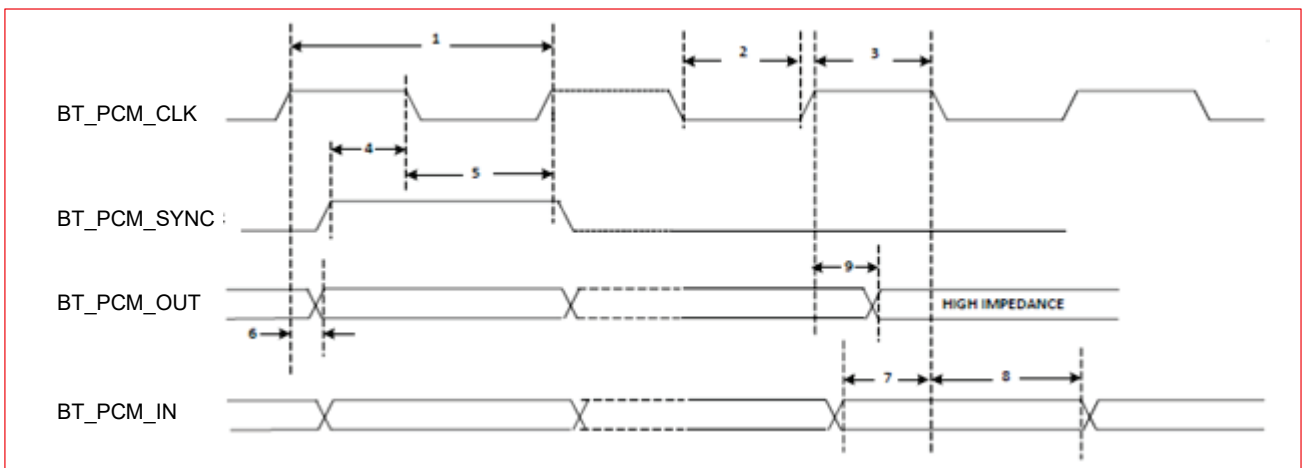 1
2
3
BT_PCM_CLK
4
5
BT_PCM_SYNC :
9
BT_PCM_OUT
HIGH IMPEDANCE
6
7
8
BT_PCM_IN